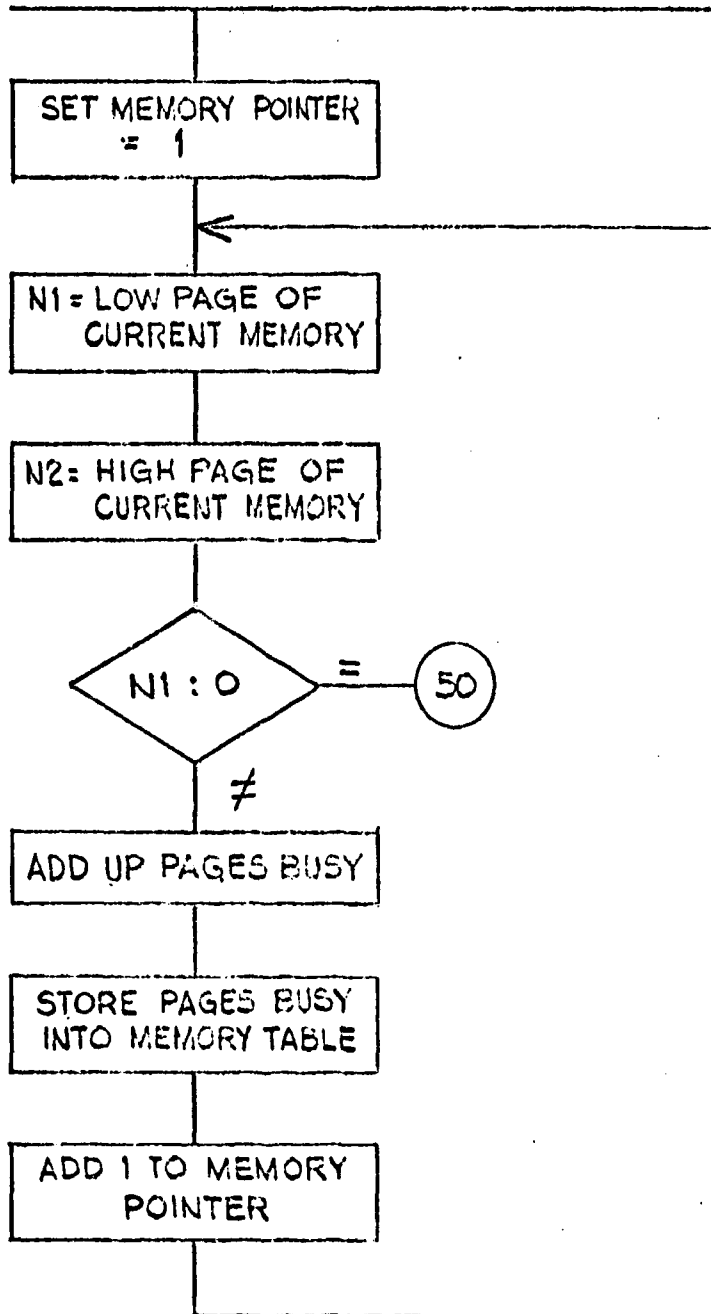 SET MEMORY POINTER
= 1
N1 = LOW PAGE OF
CURRENT MEMORY
N2 = HIGH PAGE OF
CURRENT MEMORY
N1 : 0
=
50
≠
ADD UP PAGES BUSY
STORE PAGES BUSY
INTO MEMORY TABLE
ADD 1 TO MEMORY
POINTER